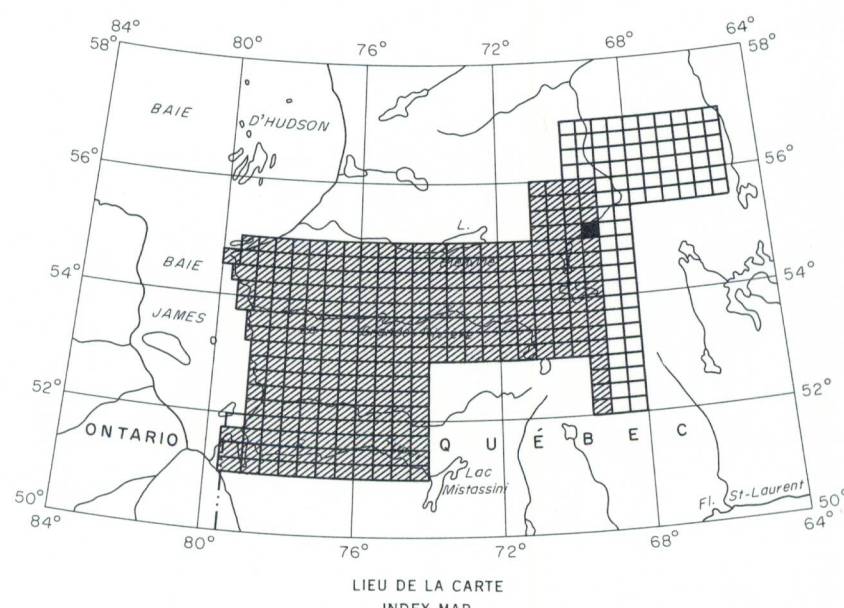 84°
80°
76°
72°
68°
64°
58°
58°
BAIE
D'HUDSON
56°
56°
L.
BAIE
54°
54°
JAMES
52°
52°
ONTARIO
QUÉBEC
Lac
Mistassini
Fl. St-Laurent
50°
50°
84°
80°
76°
72°
68°
64°
LIEU DE LA CARTE
INDEX MAP